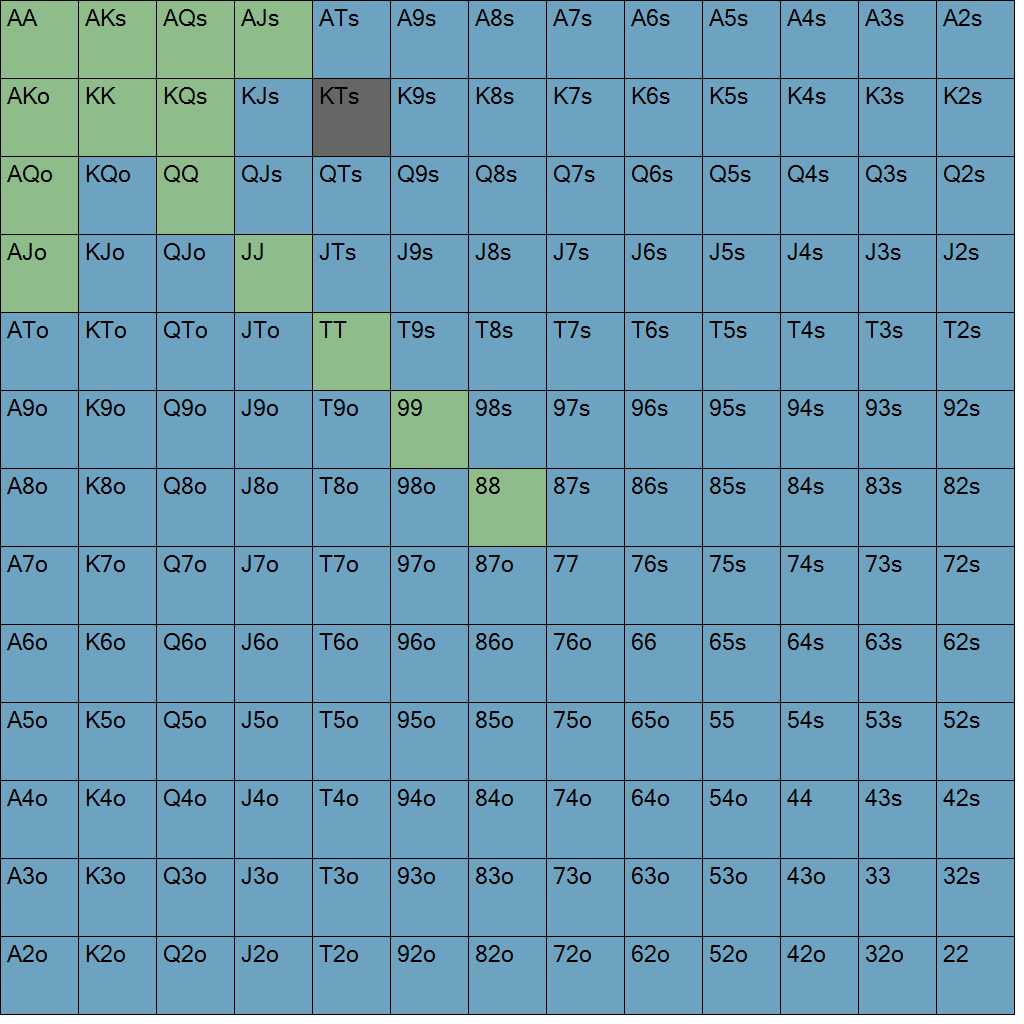 AA AKs AQs AJs ATs A9s A8s A7s A6s A5s A4s A3s A2s
AKo KK KQs KJs KTs K9s K8s K7s K6s K5s K4s K3s K2s
AQo KQo QQ QJs QTs Q9s Q8s Q7s Q6s Q5s Q4s Q3s Q2s
AJo KJo QJo JJ JTs J9s J8s J7s J6s J5s J4s J3s J2s
ATo KTo QTo JTo TT T9s T8s T7s T6s T5s T4s T3s T2s
A9o K9o Q9o J9o T9o 99 98s 97s 96s 95s 94s 93s 92s
A8o K8o Q8o J8o T8o 98o 88 87s 86s 85s 84s 83s 82s
A7o K7o Q7o J7o T7o 97o 87o 77 76s 75s 74s 73s 72s
A6o K6o Q6o J6o T6o 96o 86o 76o 66 65s 64s 63s 62s
A5o K5o Q5o J5o T5o 95o 85o 75o 65o 55 54s 53s 52s
A4o K4o Q4o J4o T4o 94o 84o 74o 64o 54o 44 43s 42s
A3o K3o Q3o J3o T3o 93o 83o 73o 63o 53o 43o 33 32s
A2o K2o Q2o J2o T2o 92o 82o 72o 62o 52o 42o 32o 22